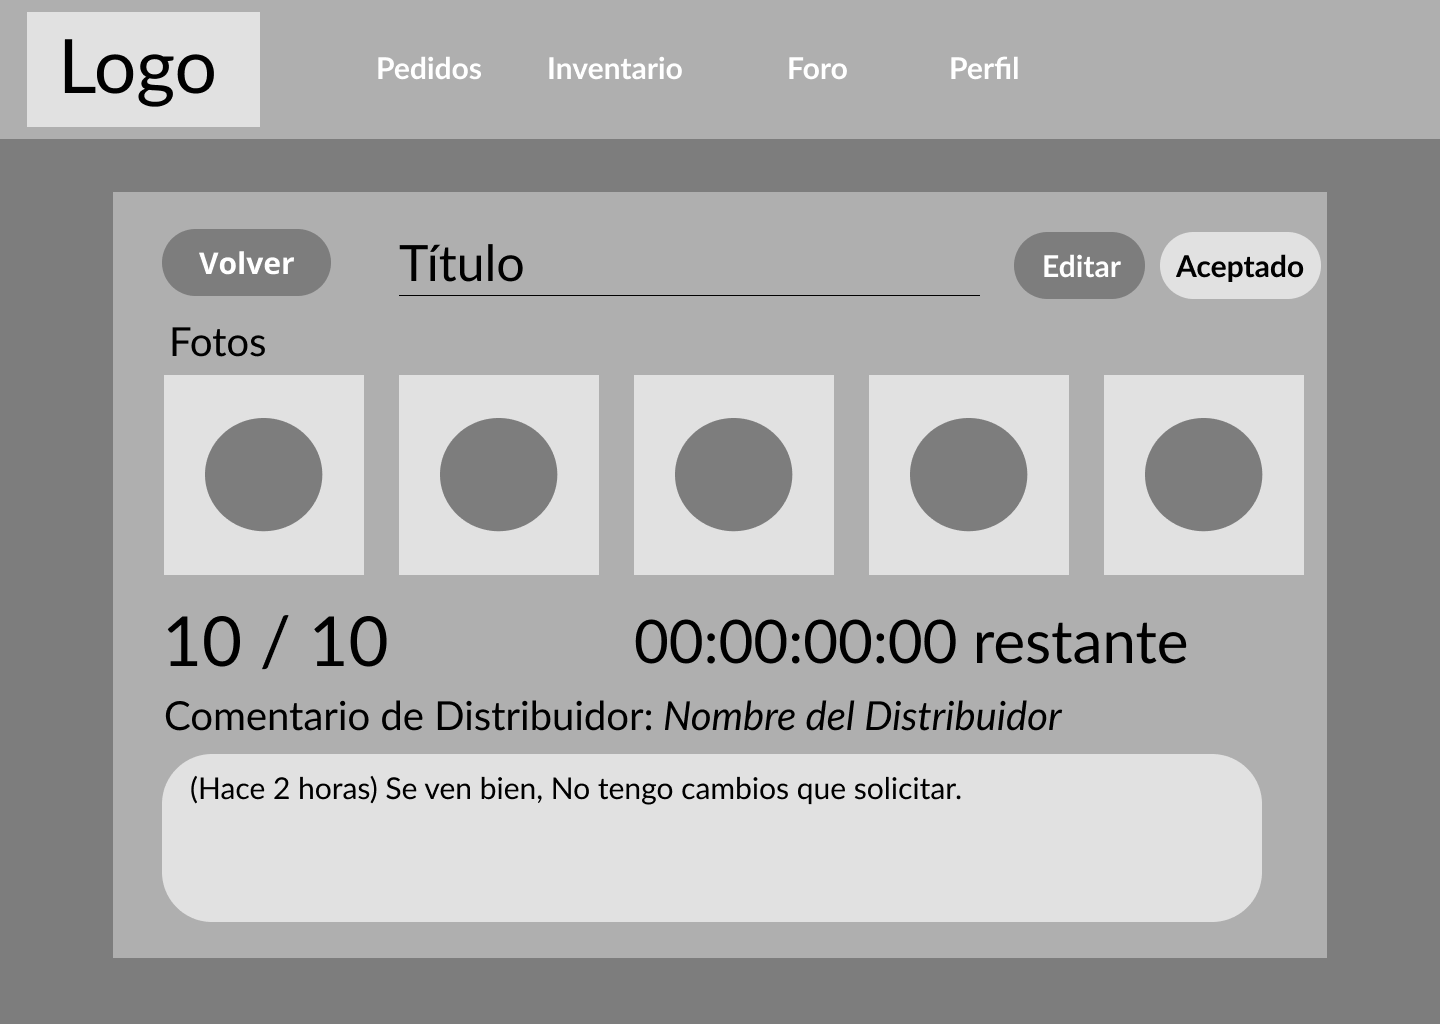 Logo
Pedidos Inventario Foro Perfil
Volver Título Editar Aceptado
Fotos
10 / 10 00:00:00:00 restante
Comentario de Distribuidor: Nombre del Distribuidor
(Hace 2 horas) Se ven bien, No tengo cambios que solicitar.